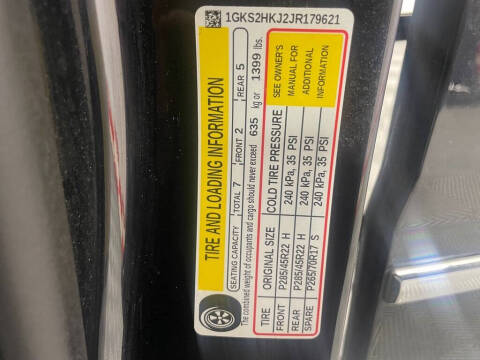 1GKS2HKJ2JR179621
TIRE AND LOADING INFORMATION
SEATING CAPACITY TOTAL 7 FRONT 2 REAR 5
The combined weight of occupants and cargo should never exceed 635 kg or 1399 lbs.
TIRE ORIGINAL SIZE COLD TIRE PRESSURE
FRONT P285/45R22 H 240 kPa, 35 PSI
REAR P285/45R22 H 240 kPa, 35 PSI
SPARE P265/70R17 S 240 kPa, 35 PSI
SEE OWNER'S
MANUAL FOR
ADDITIONAL
INFORMATION